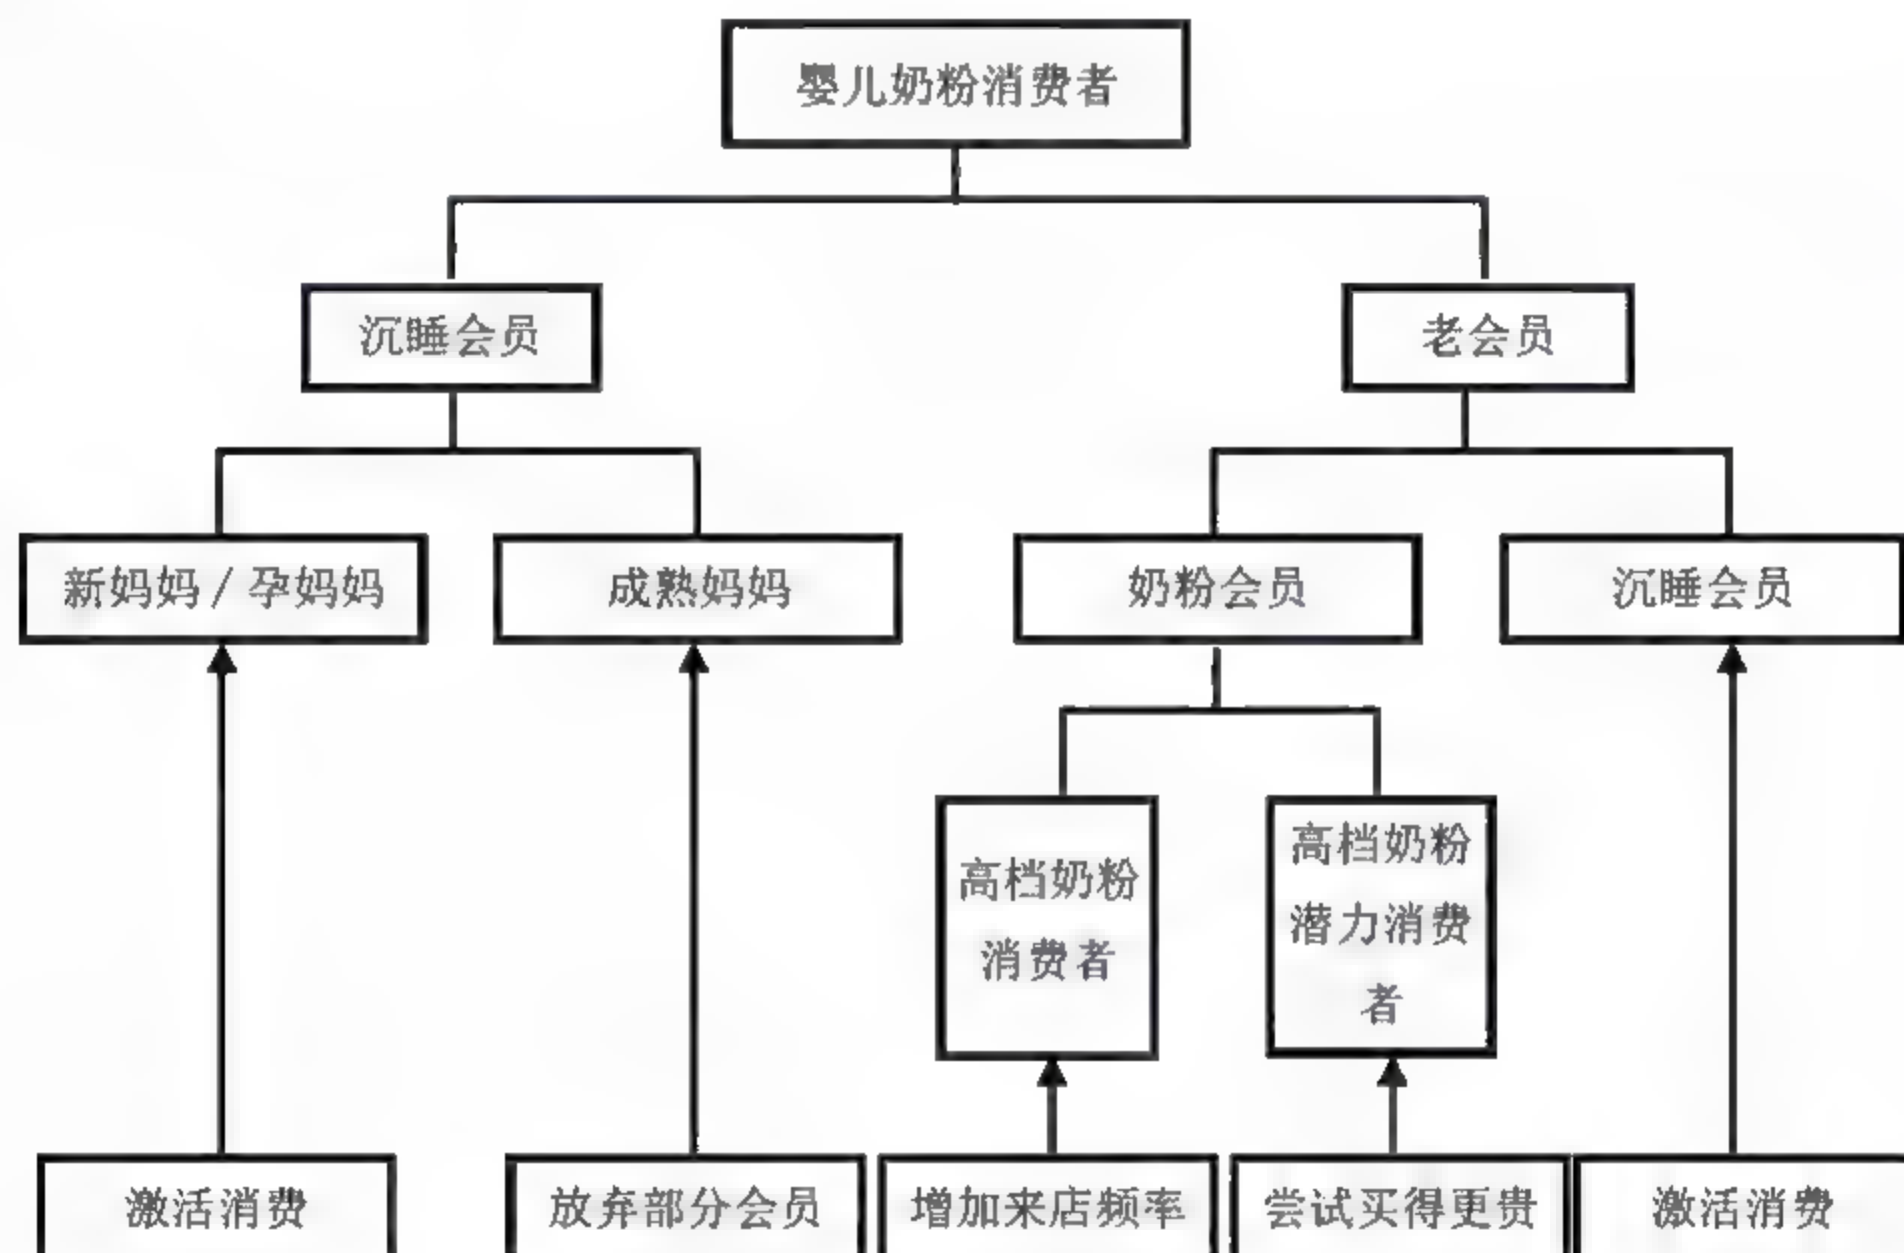 婴儿奶粉消费者
沉睡会员
老会员
新妈妈/孕妈妈
成熟妈妈
奶粉会员
沉睡会员
高档奶粉
消费者
高档奶粉
潜力消费
者
激活消费
放弃部分会员
增加来店频率
尝试买得更贵
激活消费